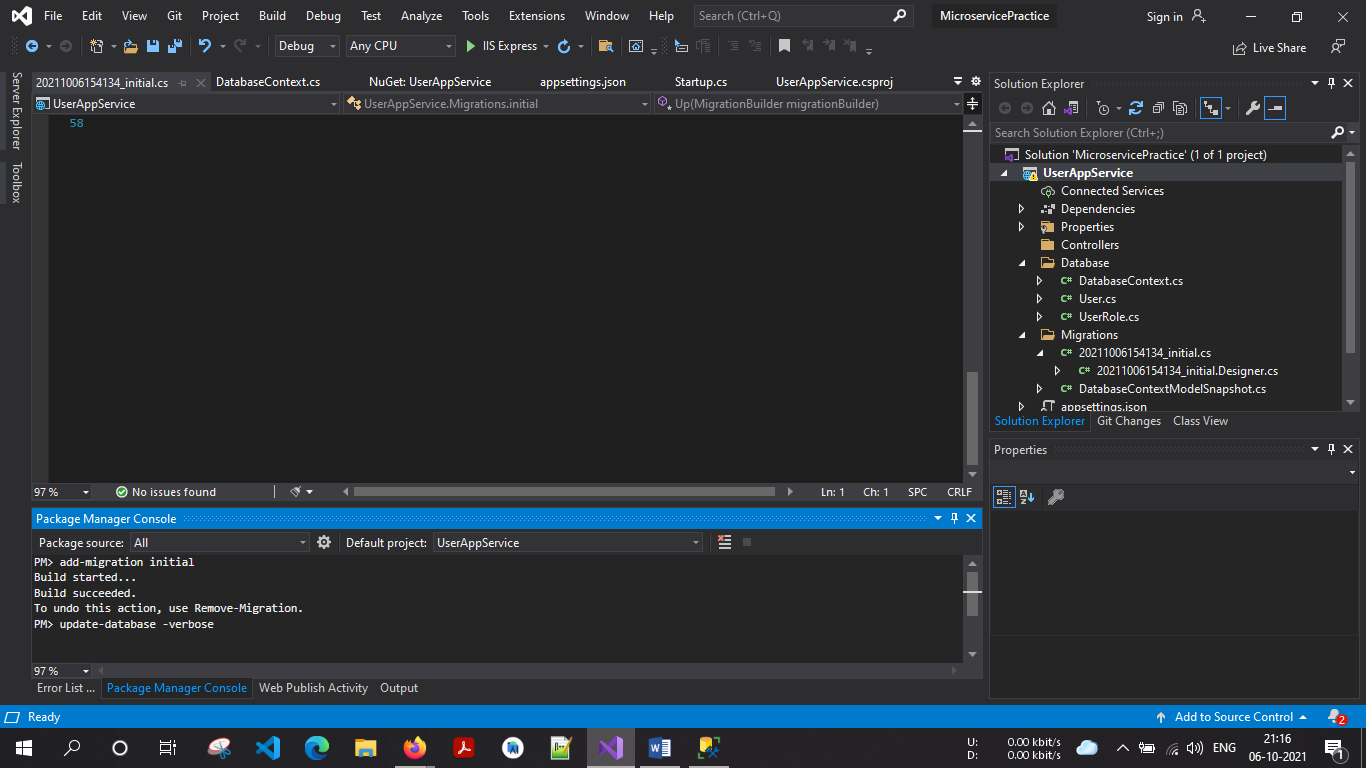 File Edit View Git Project Build Debug Test Analyze Tools Extensions Window Help Search (Ctrl+Q) MicroservicePractice Sign in
Debug Any CPU IIS Express Live Share
Server Explorer
Toolbox
20211006154134_initial.cs DatabaseContext.cs NuGet: UserAppService appsettings.json Startup.cs UserAppService.csproj
UserAppService UserAppService.Migrations.initial Up(MigrationBuilder migrationBuilder)
58
97 % No issues found Ln: 1 Ch: 1 SPC CRLF
Package Manager Console
Package source: All Default project: UserAppService
PM> add-migration initial
Build started...
Build succeeded.
To undo this action, use Remove-Migration.
PM> update-database -verbose
97 %
Error List ... Package Manager Console Web Publish Activity Output
Solution Explorer
Search Solution Explorer (Ctrl+;)
Solution 'MicroservicePractice' (1 of 1 project)
UserAppService
Connected Services
Dependencies
Properties
Controllers
Database
C# DatabaseContext.cs
C# User.cs
C# UserRole.cs
Migrations
C# 20211006154134_initial.cs
C# 20211006154134_initial.Designer.cs
C# DatabaseContextModelSnapshot.cs
appsettings.json
Solution Explorer Git Changes Class View
Properties
Ready Add to Source Control 2
U: 0.00 kbit/s
D: 0.00 kbit/s
ENG
21:16
06-10-2021
1